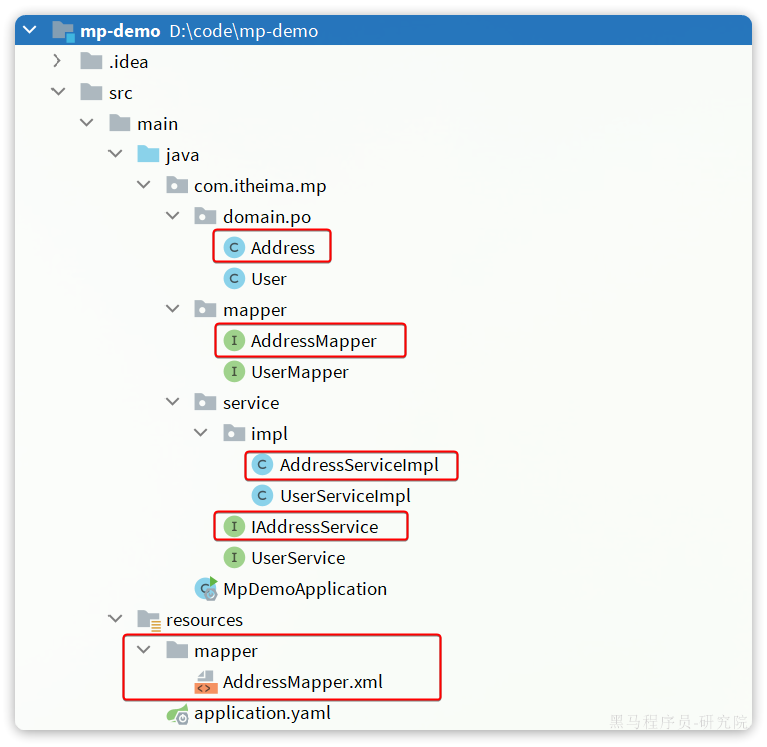 mp-demo D:\code\mp-demo
.idea
src
main
java
com.itheima.mp
domain.po
C Address
C User
mapper
I AddressMapper
I UserMapper
service
impl
C AddressServiceImpl
C UserServiceImpl
I IAddressService
I UserService
C MpDemoApplication
resources
mapper
<> AddressMapper.xml
application.yaml
黑马程序员-研究院